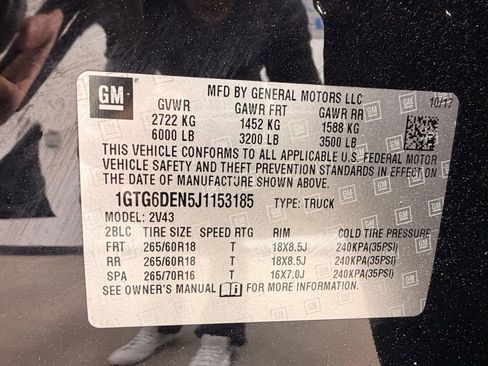 GM
MFD BY GENERAL MOTORS LLC
10/17
GVWR GAWR FRT GAWR RR
2722 KG 1452 KG 1588 KG
6000 LB 3200 LB 3500 LB
THIS VEHICLE CONFORMS TO ALL APPLICABLE U.S. FEDERAL MOTOR
VEHICLE SAFETY AND THEFT PREVENTION STANDARDS IN EFFECT ON
THE DATE OF MANUFACTURE SHOWN ABOVE.
1GTG6DEN5J1153185 TYPE: TRUCK
MODEL: 2V43
2BLC TIRE SIZE SPEED RTG RIM COLD TIRE PRESSURE
FRT 265/60R18 T 18X8.5J 240KPA(35PSI)
RR 265/60R18 T 18X8.5J 240KPA(35PSI)
SPA 265/70R16 T 16X7.0J 240KPA(35PSI)
SEE OWNER'S MANUAL i FOR MORE INFORMATION.